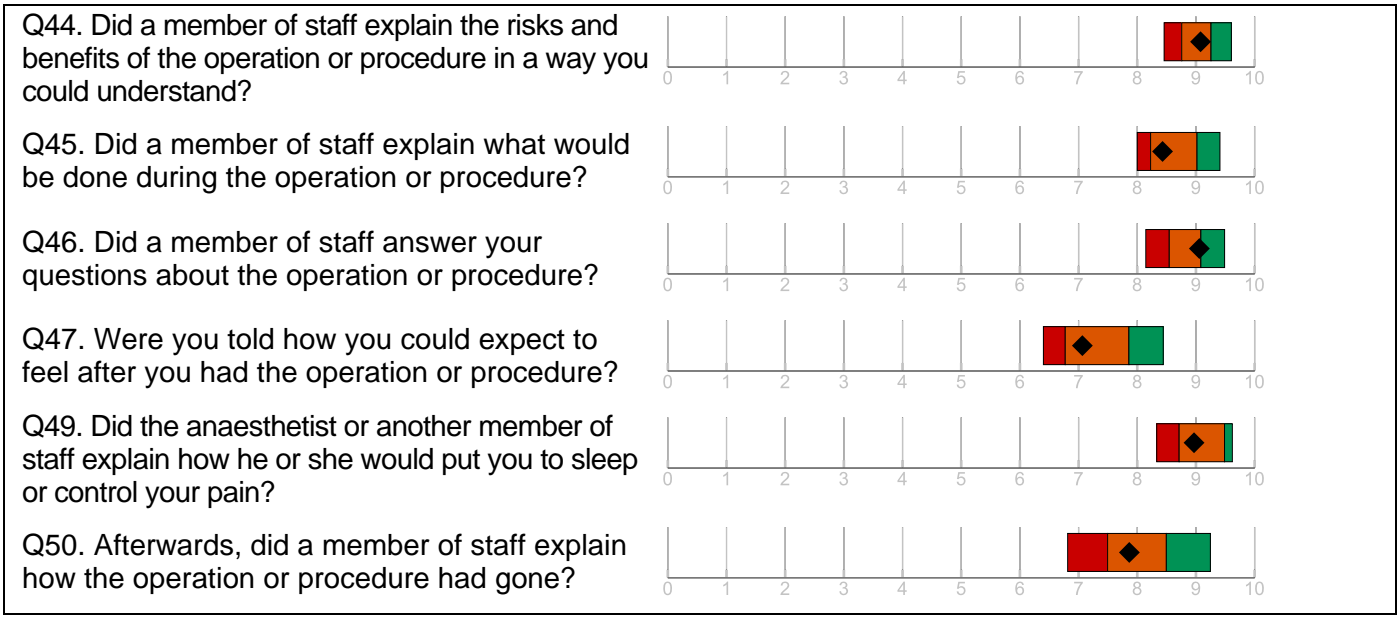 Q44. Did a member of staff explain the risks and
benefits of the operation or procedure in a way you
could understand?
0 1 2 3 4 5 6 7 8 9 10
Q45. Did a member of staff explain what would
be done during the operation or procedure?
0 1 2 3 4 5 6 7 8 9 10
Q46. Did a member of staff answer your
questions about the operation or procedure?
0 1 2 3 4 5 6 7 8 9 10
Q47. Were you told how you could expect to
feel after you had the operation or procedure?
0 1 2 3 4 5 6 7 8 9 10
Q49. Did the anaesthetist or another member of
staff explain how he or she would put you to sleep
or control your pain?
0 1 2 3 4 5 6 7 8 9 10
Q50. Afterwards, did a member of staff explain
how the operation or procedure had gone?
0 1 2 3 4 5 6 7 8 9 10